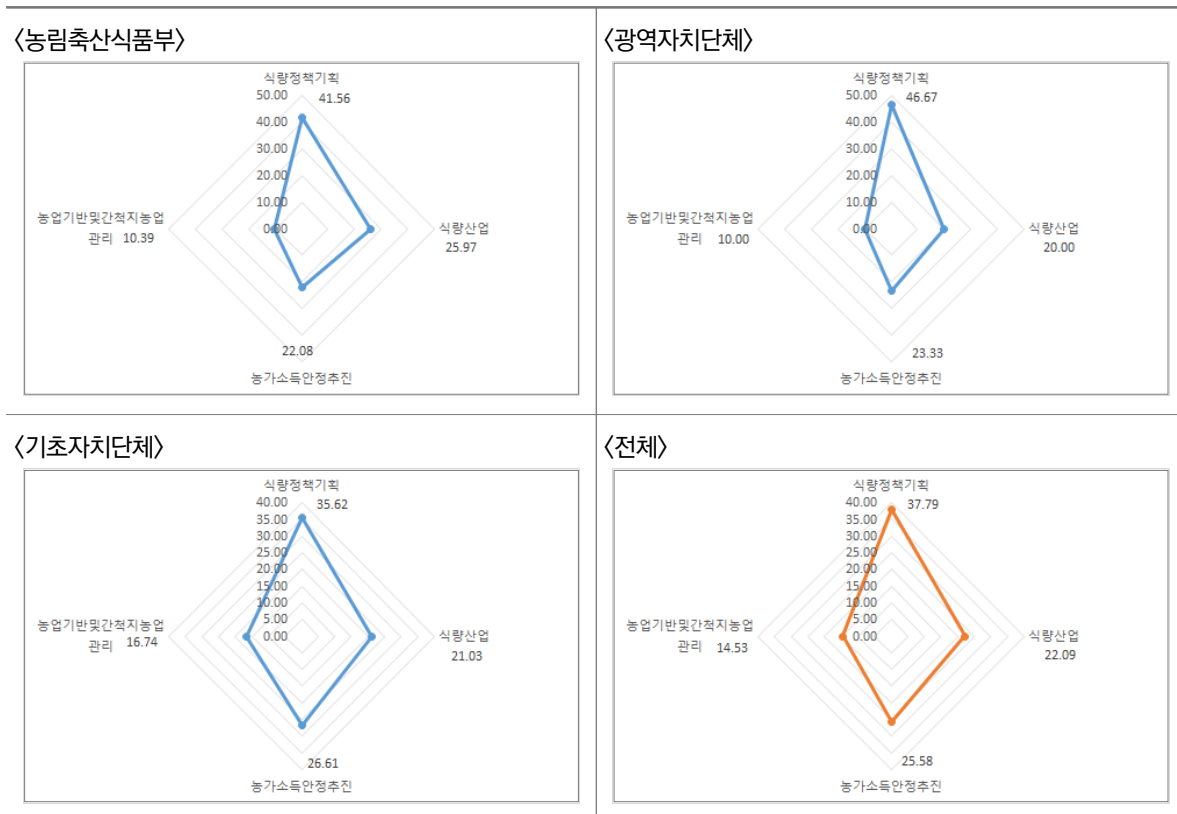 〈농림축산식품부〉
식량정책기획
41.56
50.00
40.00
30.00
20.00
10.00
0.00
농업기반및간척지농업
관리 10.39
식량산업
25.97
22.08
농가소득안정추진
〈광역자치단체〉
식량정책기획
46.67
50.00
40.00
30.00
20.00
10.00
0.00
농업기반및간척지농업
관리 10.00
식량산업
20.00
23.33
농가소득안정추진
〈기초자치단체〉
식량정책기획
35.62
40.00
35.00
30.00
25.00
20.00
15.00
10.00
5.00
0.00
농업기반및간척지농업
관리 16.74
식량산업
21.03
26.61
농가소득안정추진
〈전체〉
식량정책기획
37.79
40.00
35.00
30.00
25.00
20.00
15.00
10.00
5.00
0.00
농업기반및간척지농업
관리 14.53
식량산업
22.09
25.58
농가소득안정추진